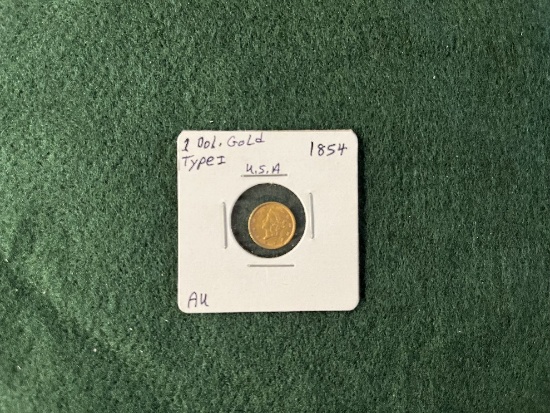 1 Dol. Gold 1854
Type I
U.S.A
AU